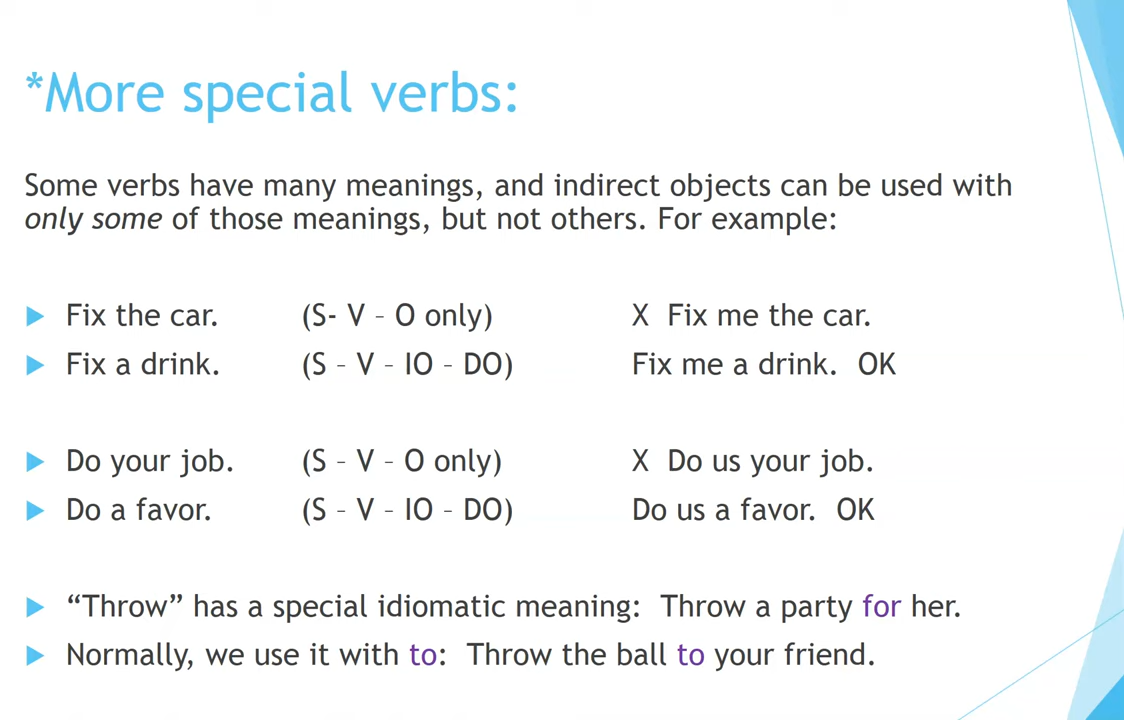 *More special verbs:
Some verbs have many meanings, and indirect objects can be used with
only some of those meanings, but not others. For example:
Fix the car. (S- V – O only) X Fix me the car.
Fix a drink. (S – V – IO – DO) Fix me a drink. OK
Do your job. (S – V – O only) X Do us your job.
Do a favor. (S – V – IO – DO) Do us a favor. OK
“Throw” has a special idiomatic meaning: Throw a party for her.
Normally, we use it with to: Throw the ball to your friend.